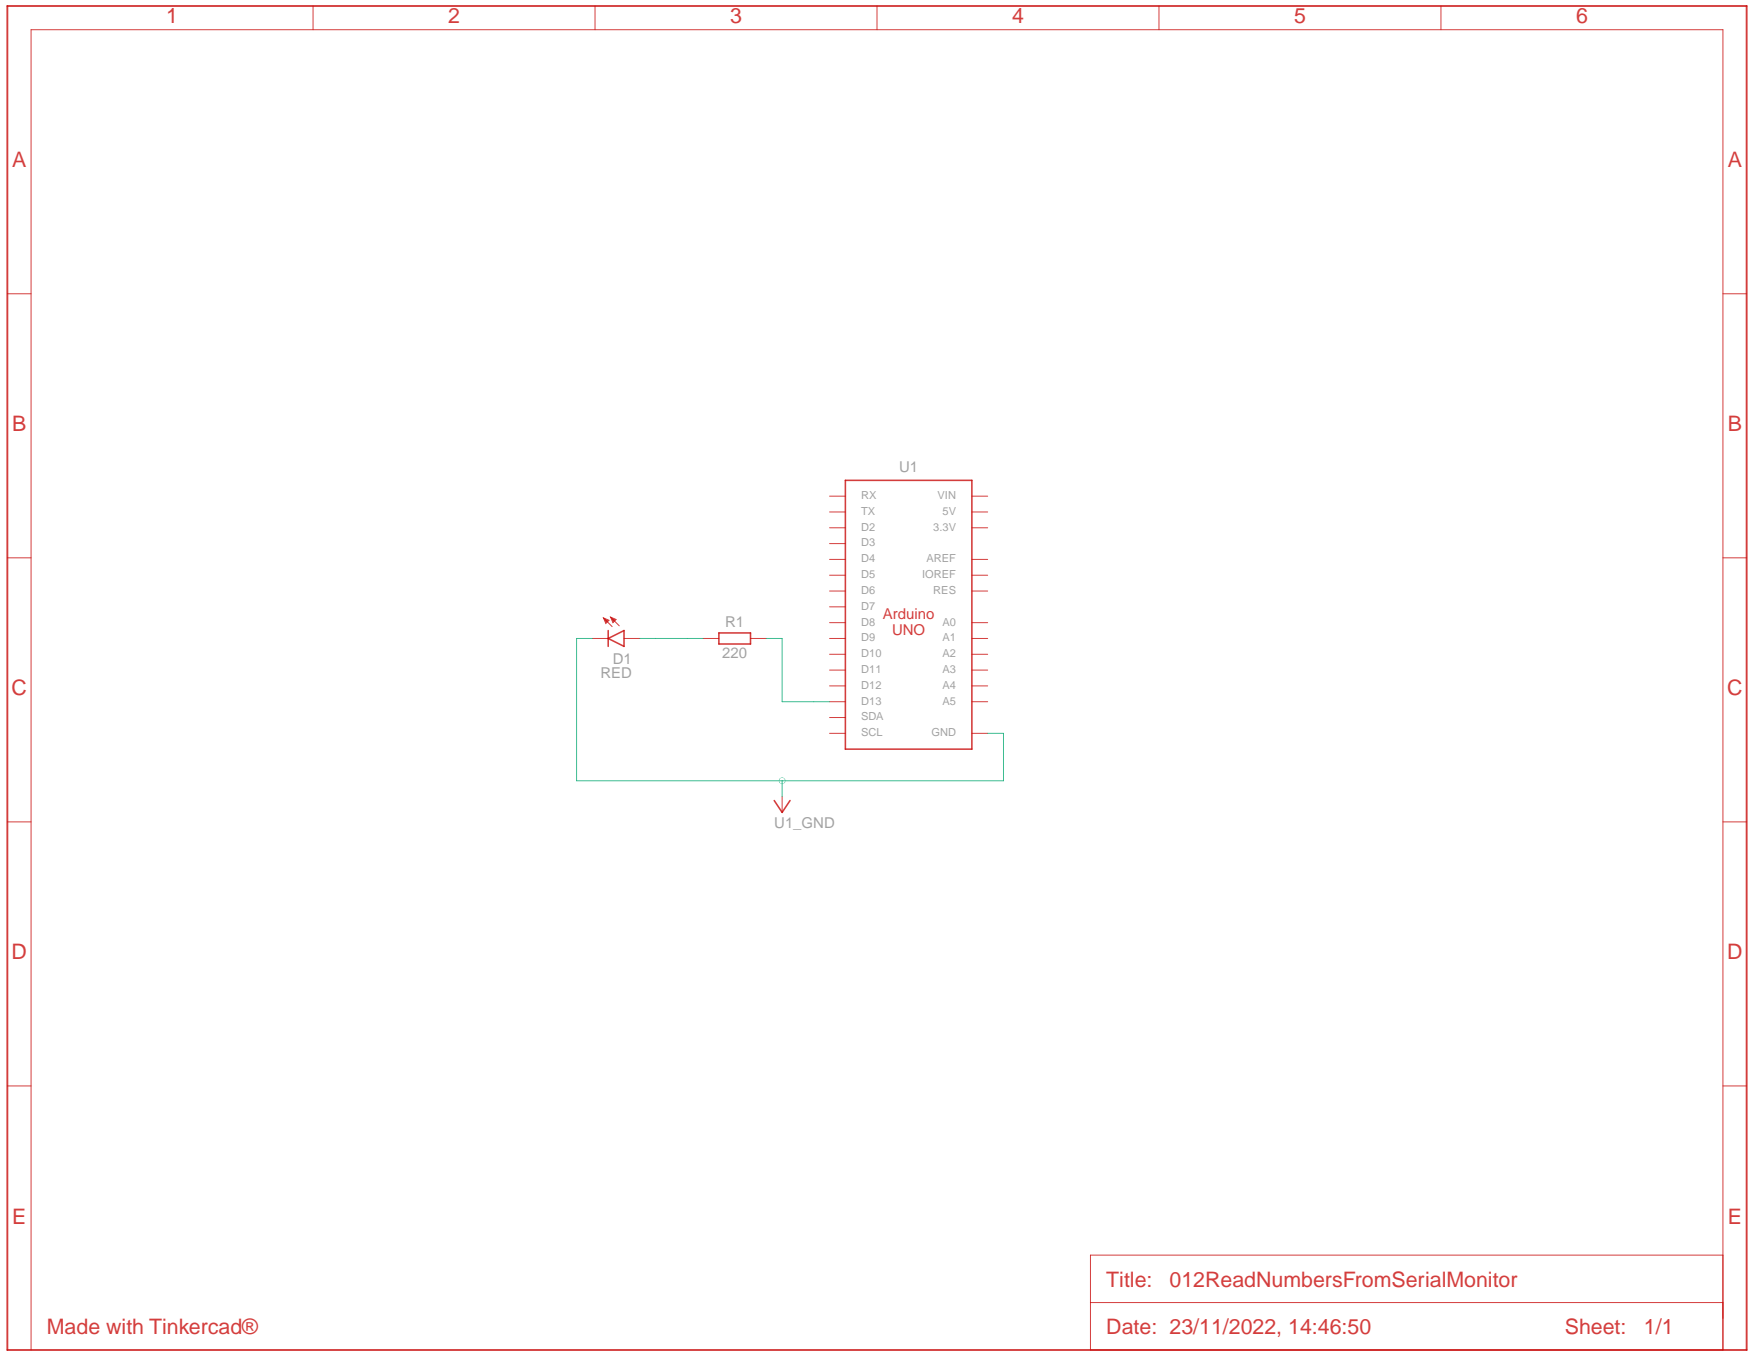 1 2 3 4 5 6
A A
B B
U1
RX VIN
TX 5V
D2 3.3V
D3
D4 AREF
D5 IOREF
D6 RES
D7
Arduino
UNO
D8 A0
D9 A1
D10 A2
D11 A3
D12 A4
D13 A5
SDA
SCL GND
R1
220
D1
RED
C C
U1_GND
D D
E E
Title: 012ReadNumbersFromSerialMonitor
Made with Tinkercad®
Date: 23/11/2022, 14:46:50 Sheet: 1/1